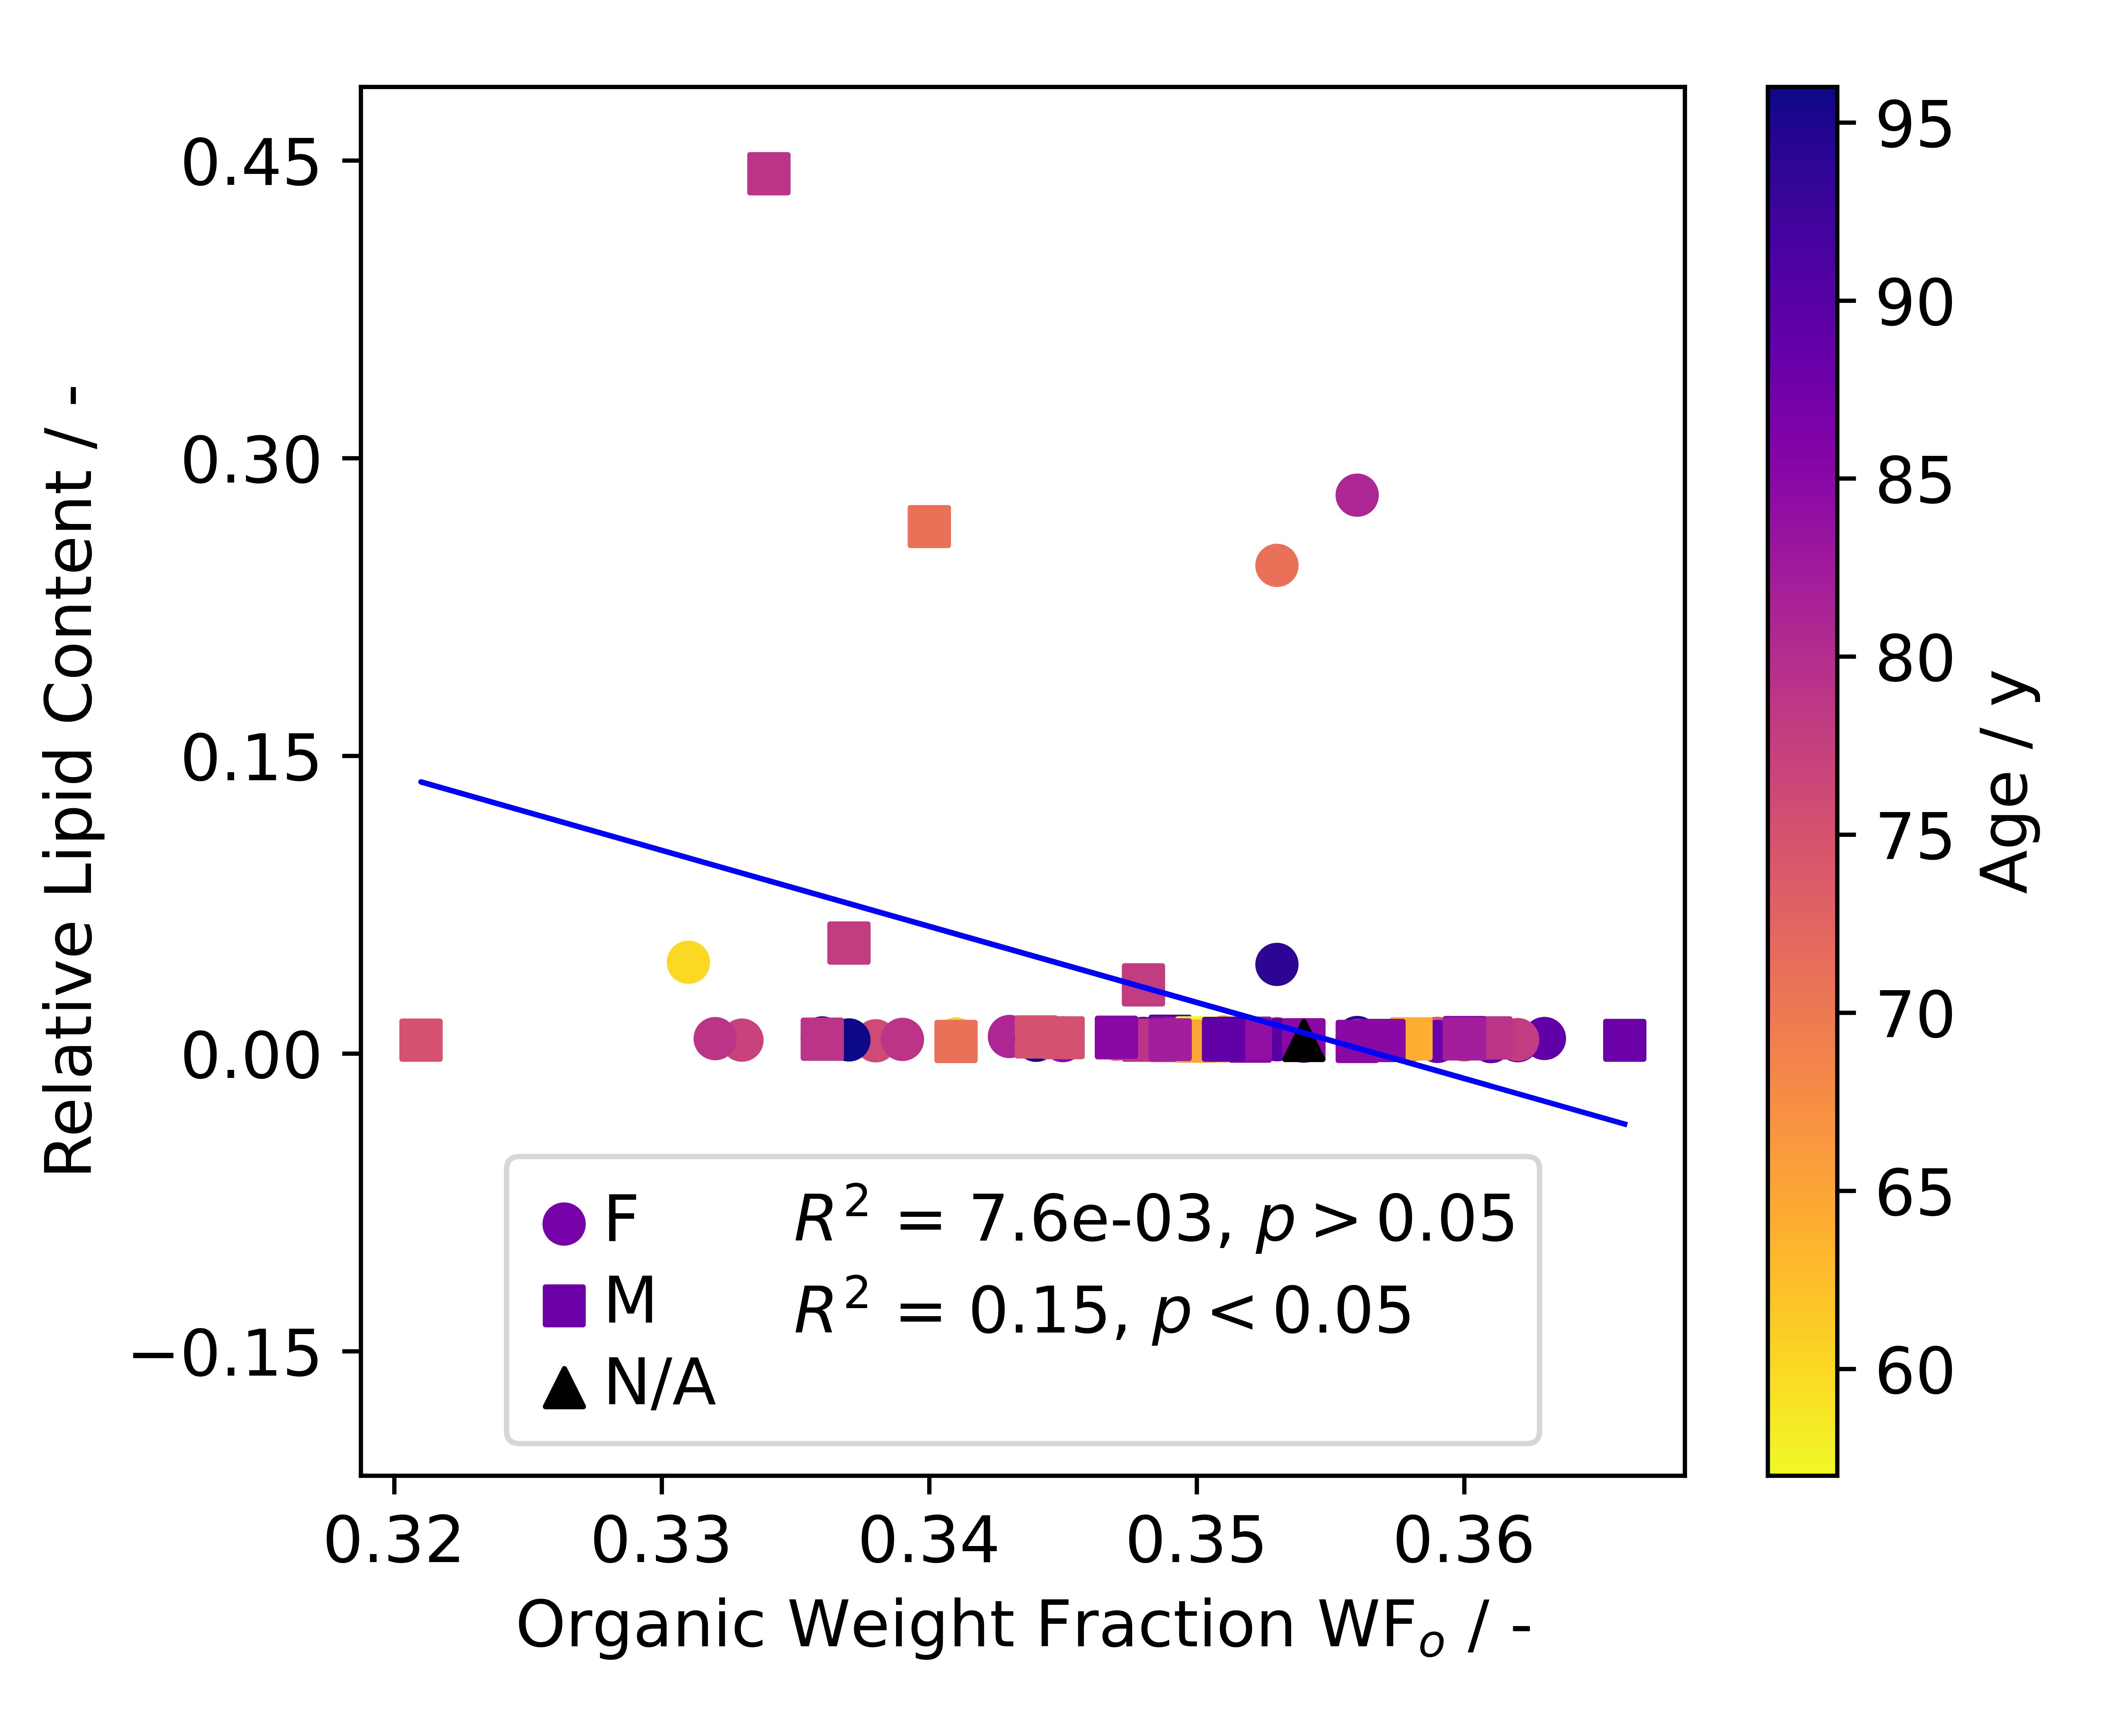 0.45
0.30
0.15
0.00
−0.15
Relative Lipid Content / -
0.32 0.33 0.34 0.35 0.36
Organic Weight Fraction WFₒ / -
F R² = 7.6e-03, p > 0.05
M R² = 0.15, p < 0.05
N/A
95
90
85
80
75
70
65
60
Age / y